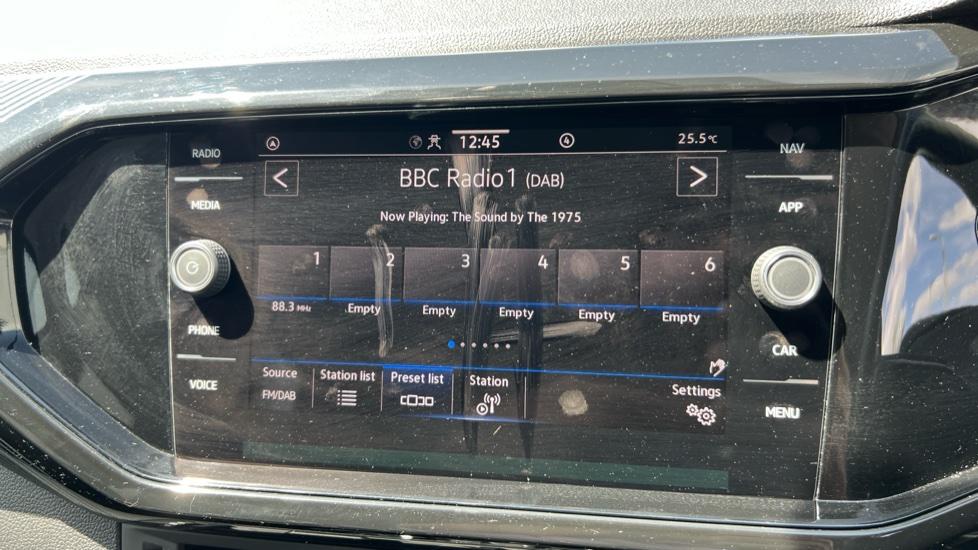 RADIO
MEDIA
PHONE
VOICE
A
12:45
4
25.5°C
<
BBC Radio1 (DAB)
>
Now Playing: The Sound by The 1975
1 2 3 4 5 6
88.3 MHz Empty Empty Empty Empty Empty
Source Station list Preset list Station Settings
FM/DAB
NAV
APP
CAR
MENU